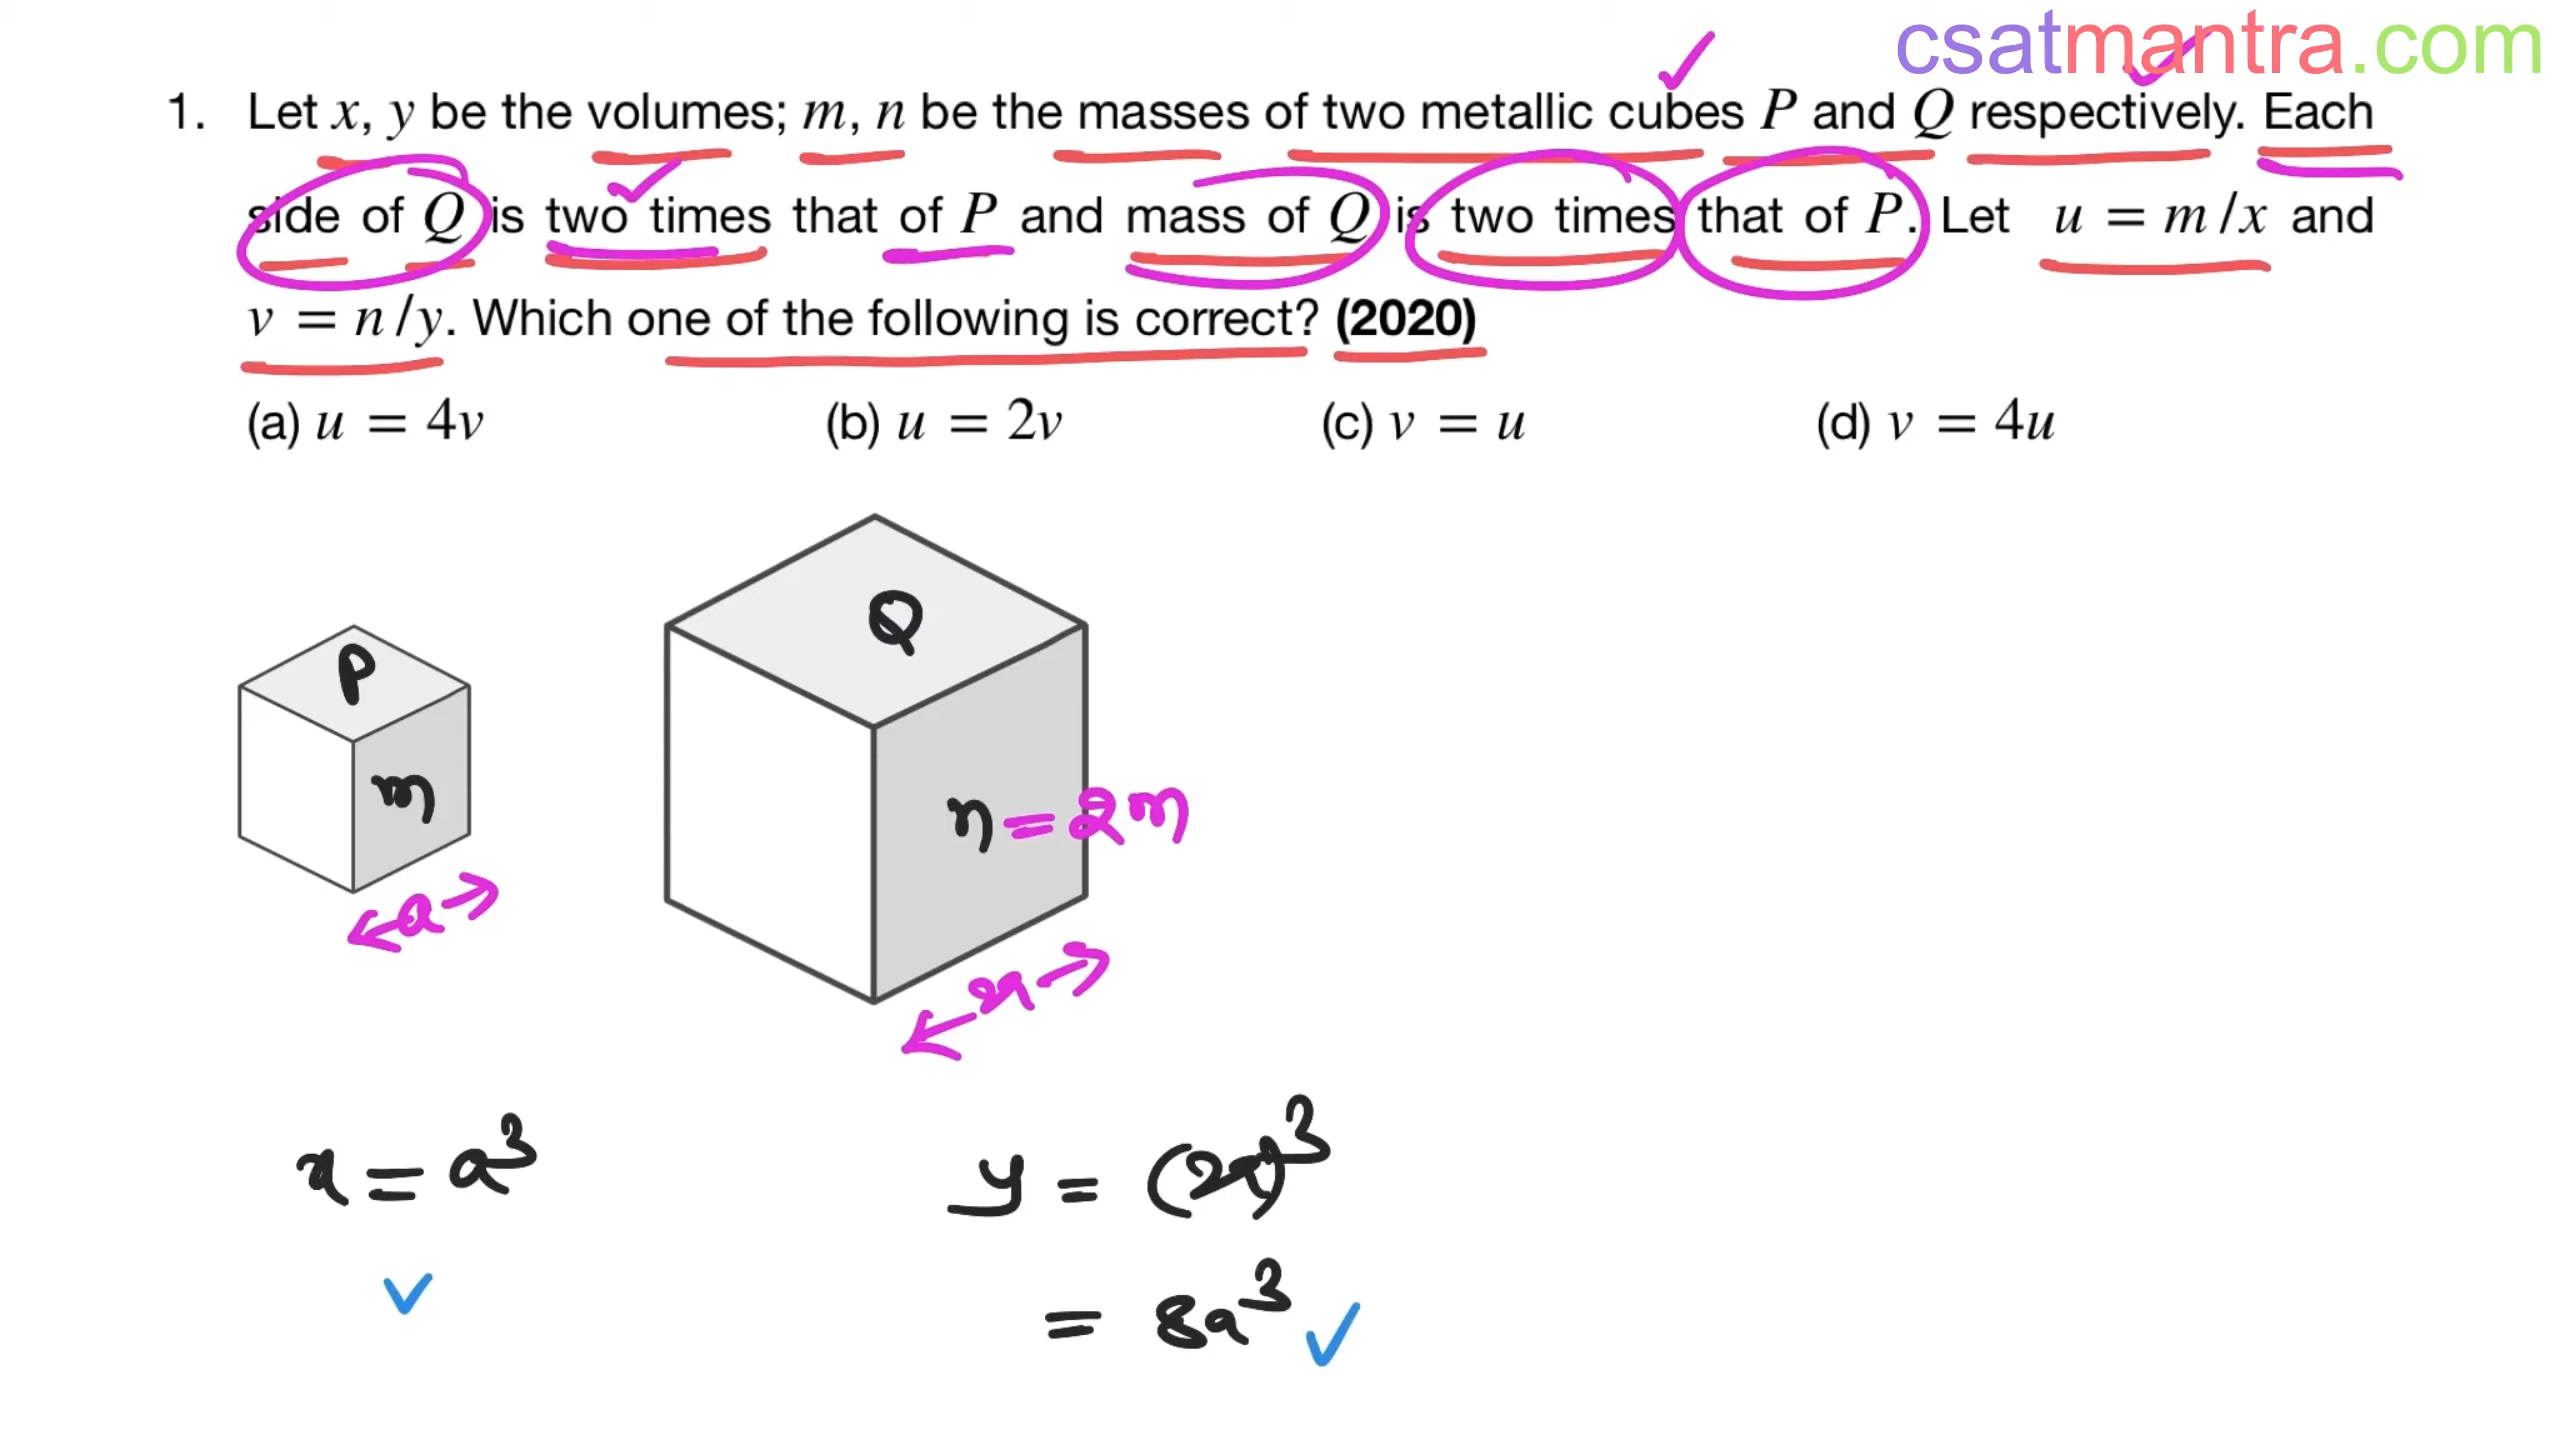 csatmantra.com
1. Let x, y be the volumes; m, n be the masses of two metallic cubes P and Q respectively. Each
side of Q is two times that of P and mass of Q is two times that of P. Let u = m/x and
v = n/y. Which one of the following is correct? (2020)
(a) u = 4v (b) u = 2v (c) v = u (d) v = 4u
P
Q
m
n = 2m
a
2a
x = a³
y = (2a)³
= 8a³